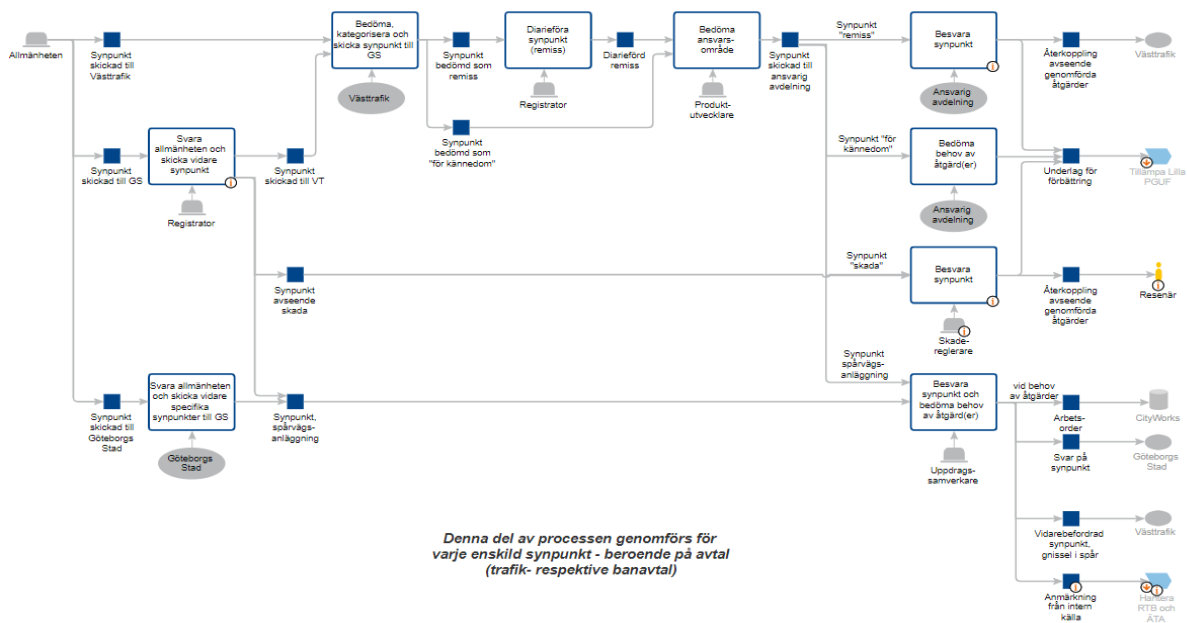 Allmänheten
Synpunkt
skickad till
Västtrafik
Bedöma,
kategorisera och
skicka synpunkt till
GS
Västtrafik
Synpunkt
bedömd som
remiss
Diarieföra
synpunkt
(remiss)
Registrator
Diarieförd
remiss
Bedöma
ansvars-
område
Produkt-
utvecklare
Synpunkt
skickad till
ansvarig
avdelning
Synpunkt
"remiss"
Besvara
synpunkt
Ansvarig
avdelning
Återkoppling
avseende
genomförda
åtgärder
Västtrafik
Synpunkt
bedömd som
"för kännedom"
Synpunkt
skickad till GS
Svara
allmänheten och
skicka vidare
synpunkt
Registrator
Synpunkt
skickad till VT
Synpunkt "för
kännedom"
Bedöma
behov av
åtgärd(er)
Ansvarig
avdelning
Underlag för
förbättring
Tillämpa Lilla
PGUF
Synpunkt
avseende
skada
Synpunkt
"skada"
Besvara
synpunkt
Skade-
reglerare
Återkoppling
avseende
genomförda
åtgärder
Resenär
Synpunkt
skickad till
Göteborgs
Stad
Svara allmänheten
och skicka vidare
specifika
synpunkter till GS
Göteborgs
Stad
Synpunkt,
spårvägs-
anläggning
Synpunkt
spårvägs-
anläggning
Besvara
synpunkt och
bedöma behov
av åtgärd(er)
Uppdrags-
samverkare
vid behov
av åtgärder
Arbets-
order
CityWorks
Svar på
synpunkt
Göteborgs
Stad
Vidarebefordrad
synpunkt,
gnissel i spår
Västtrafik
Anmärkning
från intern
källa
Hantera
RTB och
ÄTA
Denna del av processen genomförs för
varje enskild synpunkt - beroende på avtal
(trafik- respektive banavtal)